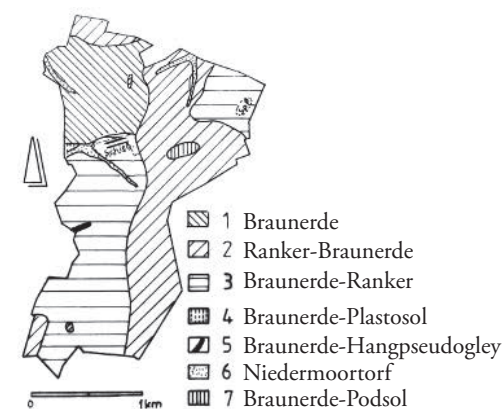 1 Braunerde
2 Ranker-Braunerde
3 Braunerde-Ranker
4 Braunerde-Plastosol
5 Braunerde-Hangpseudogley
6 Niedermoortorf
7 Braunerde-Podsol
0 1km